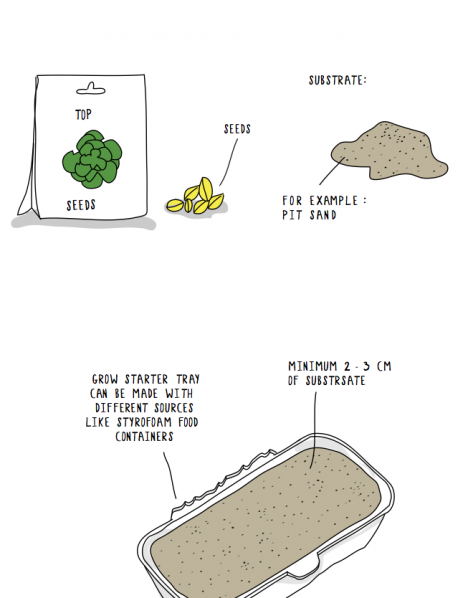 SUBSTRATE:
TOP
SEEDS
SEEDS
FOR EXAMPLE:
PIT SAND
GROW STARTER TRAY
CAN BE MADE WITH
DIFFERENT SOURCES
LIKE STYROFOAM FOOD
CONTAINERS
MINIMUM 2 - 3 CM
OF SUBSTRSATE